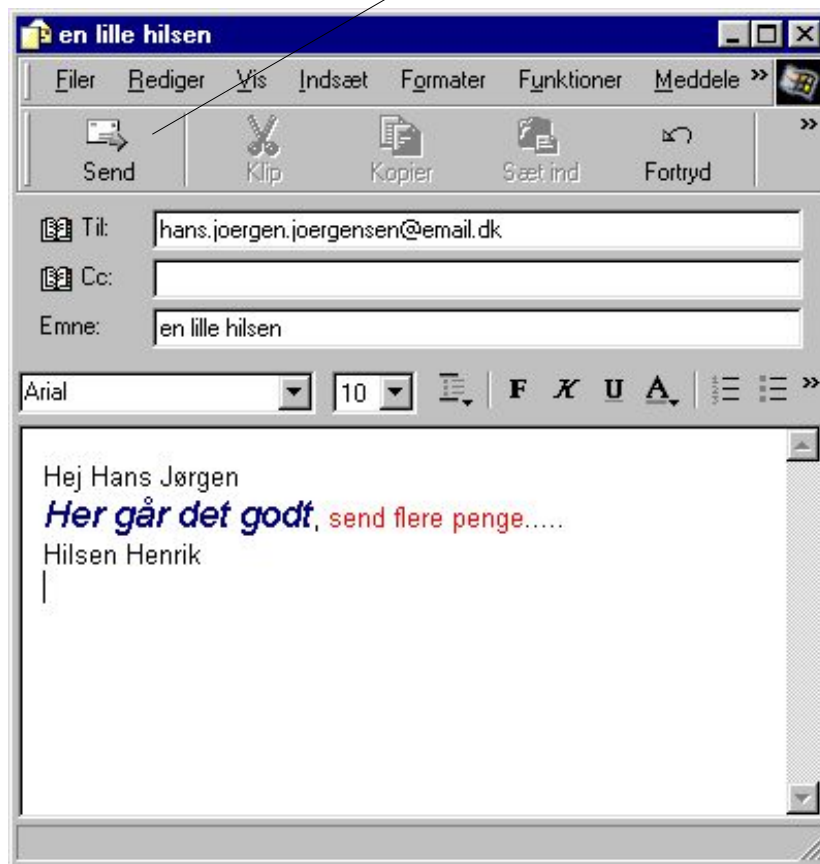 en lille hilsen
Filer Rediger Vis Indsæt Formater Funktioner Meddele »
Send Klip Kopier Sæt ind Fortryd »
Til: hans.joergen.joergensen@email.dk
Cc:
Emne: en lille hilsen
Arial 10 F K U A »
Hej Hans Jørgen
Her går det godt, send flere penge.....
Hilsen Henrik